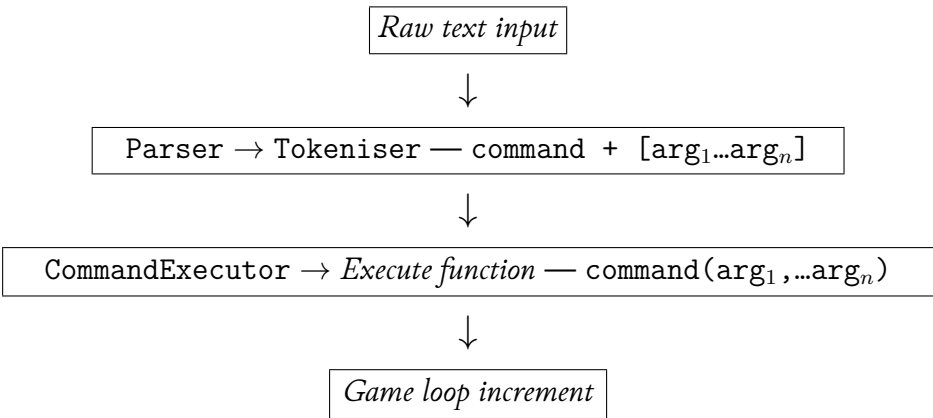 Raw text input
↓
Parser → Tokeniser — command + [arg₁…argₙ]
↓
CommandExecutor → Execute function — command(arg₁,…argₙ)
↓
Game loop increment